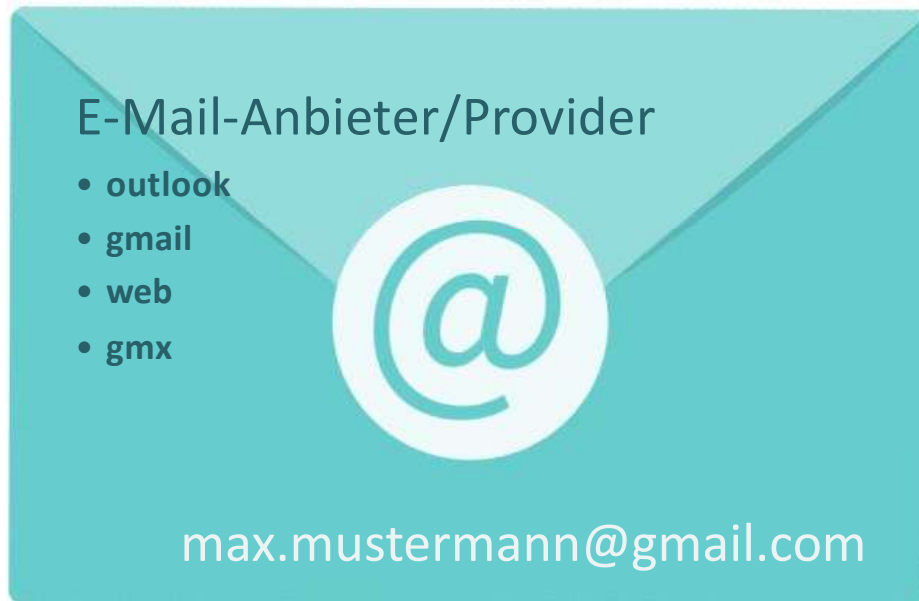 E-Mail-Anbieter/Provider
• outlook
• gmail
• web
• gmx
@
max.mustermann@gmail.com